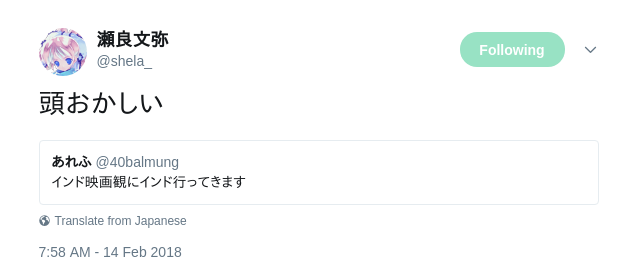 瀬良文弥
@shela_
Following
頭おかしい
あれふ @40balmung
インド映画観にインド行ってきます
Translate from Japanese
7:58 AM - 14 Feb 2018